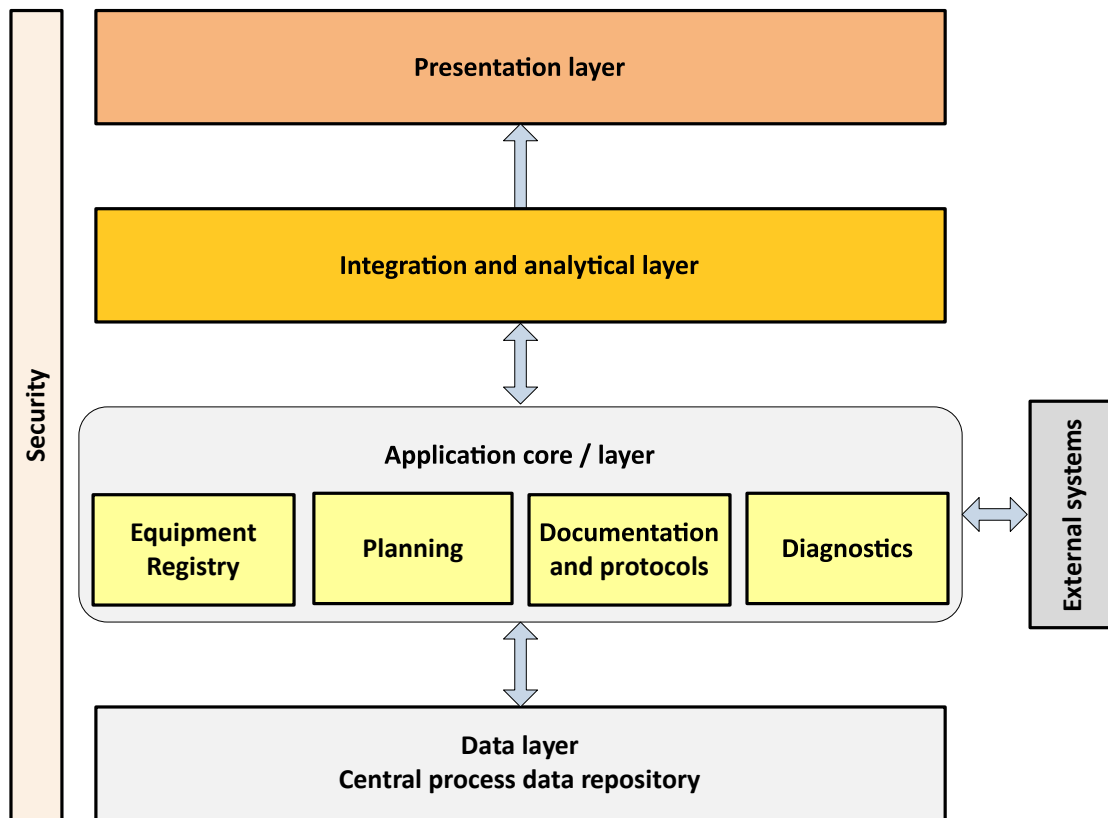 Presentation layer
Integration and analytical layer
Security
Application core / layer
Equipment
Registry
Planning
Documentation
and protocols
Diagnostics
External systems
Data layer
Central process data repository